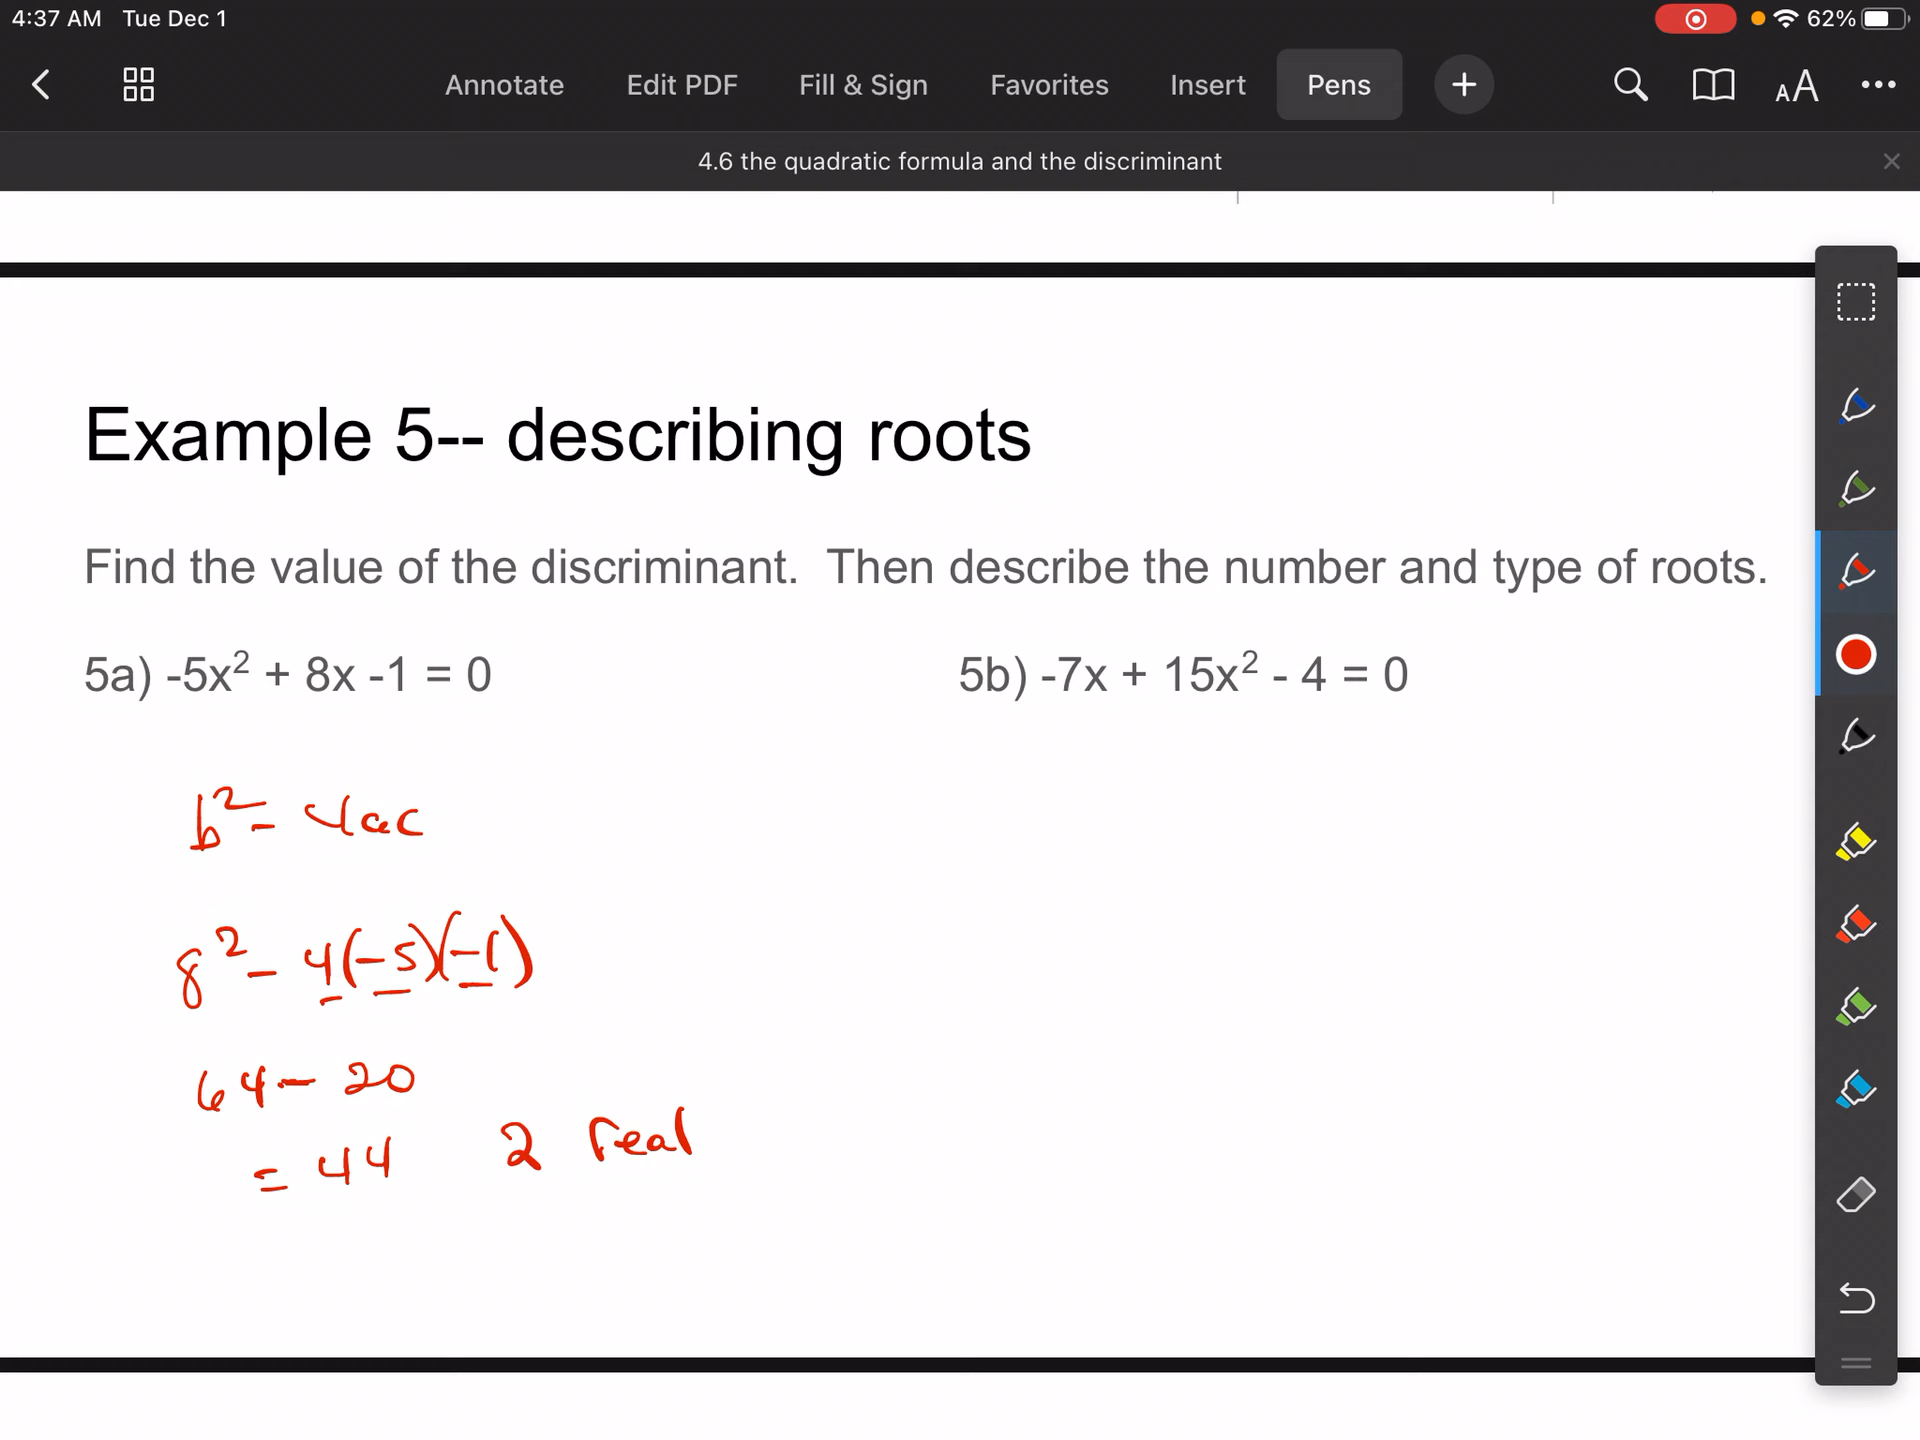 4:37 AM Tue Dec 1 62%
Annotate Edit PDF Fill & Sign Favorites Insert Pens + AA
4.6 the quadratic formula and the discriminant
Example 5-- describing roots
Find the value of the discriminant. Then describe the number and type of roots.
5a) -5x² + 8x -1 = 0
5b) -7x + 15x² - 4 = 0
b² - 4ac
8² - 4(-5)(-1)
64 - 20
= 44 2 real